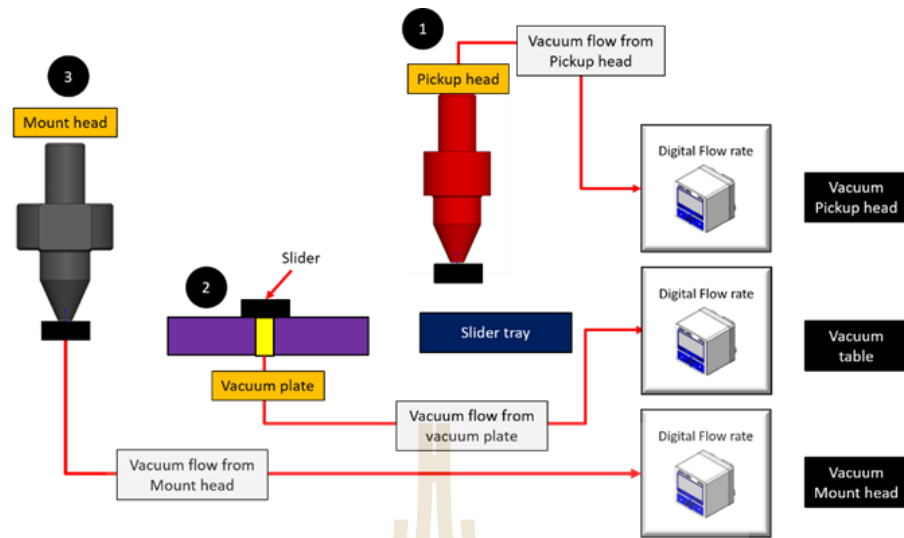 1
Vacuum flow from
Pickup head
3
Pickup head
Mount head
Digital Flow rate
Vacuum
Pickup head
Slider
2
Digital Flow rate
Slider tray
Vacuum
table
Vacuum plate
Vacuum flow from
vacuum plate
Digital Flow rate
Vacuum flow from
Mount head
Vacuum
Mount head